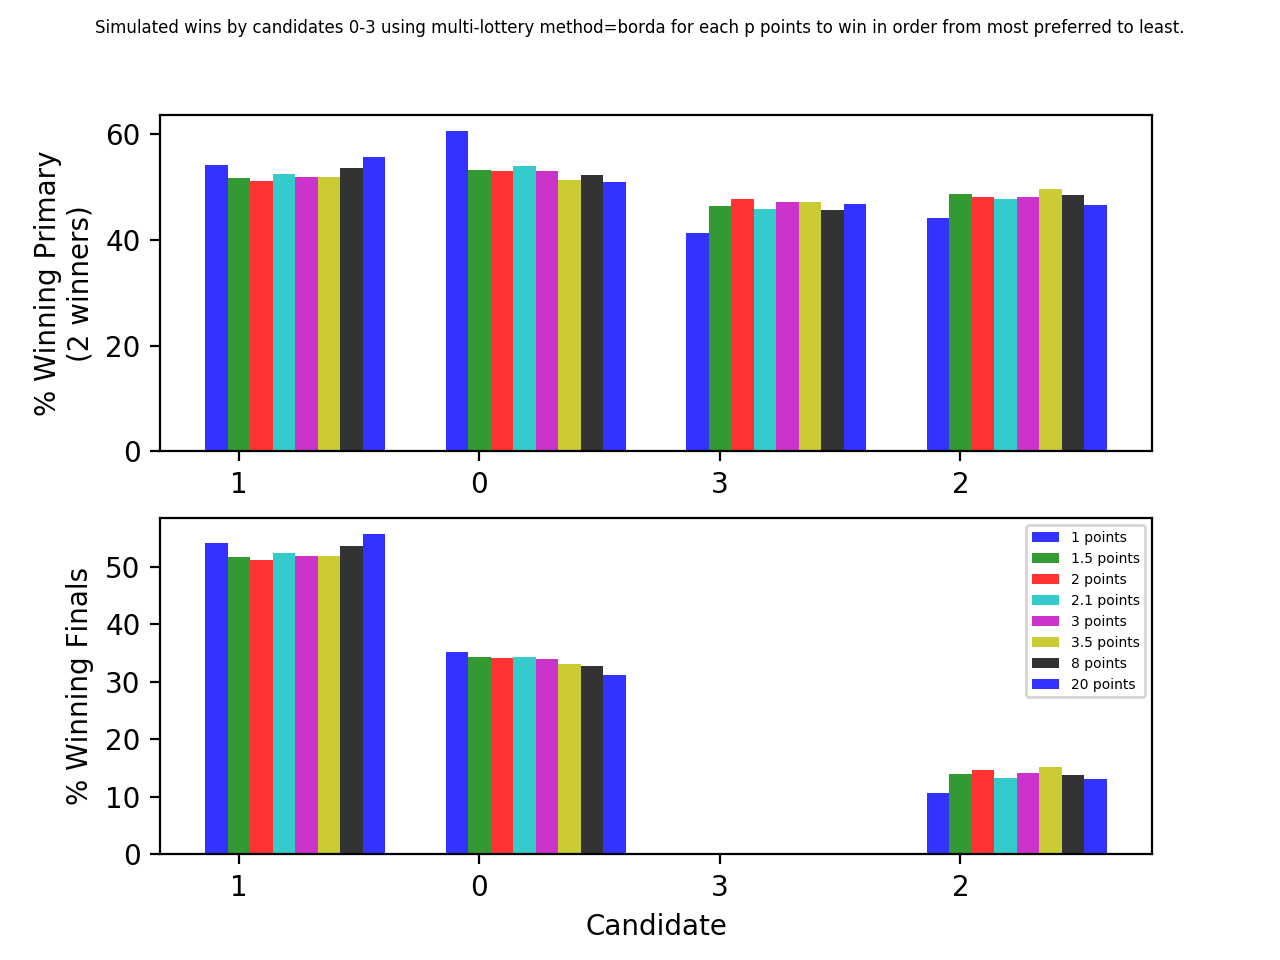 Simulated wins by candidates 0-3 using multi-lottery method=borda for each p points to win in order from most preferred to least.
% Winning Primary
(2 winners)
60
40
20
0
1 0 3 2
% Winning Finals
50
40
30
20
10
0
1 points
1.5 points
2 points
2.1 points
3 points
3.5 points
8 points
20 points
1 0 3 2
Candidate